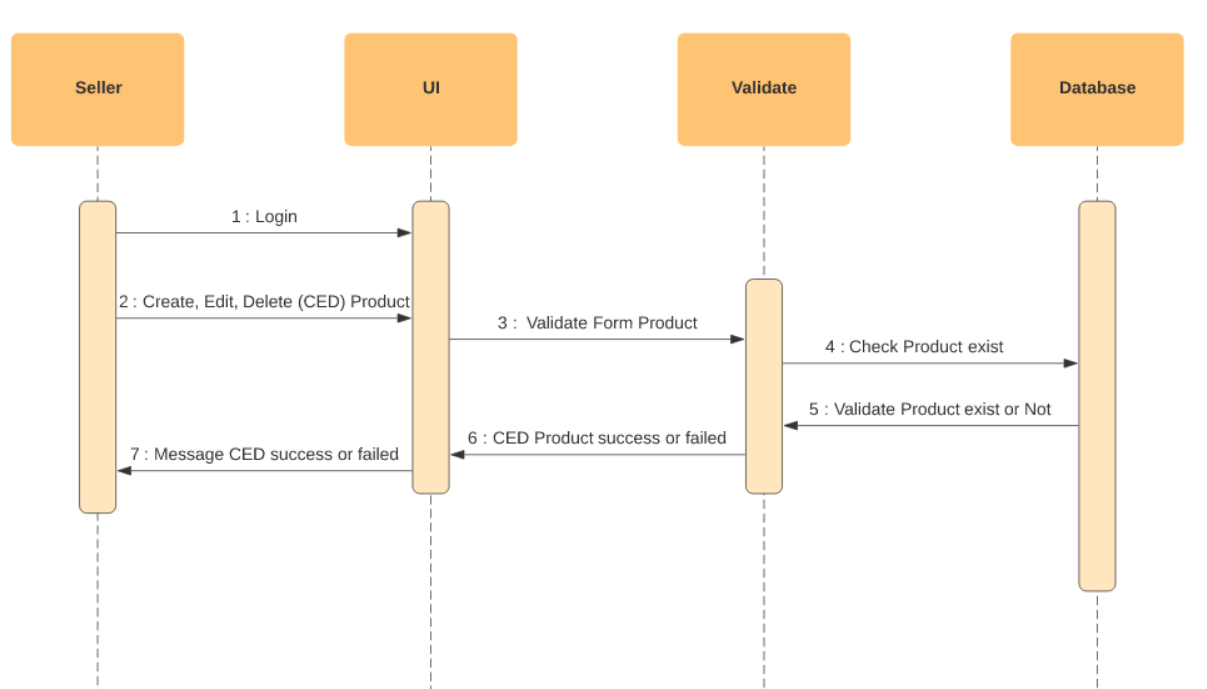 Seller
UI
Validate
Database
1 : Login
2 : Create, Edit, Delete (CED) Product
3 :  Validate Form Product
4 : Check Product exist
5 : Validate Product exist or Not
6 : CED Product success or failed
7 : Message CED success or failed